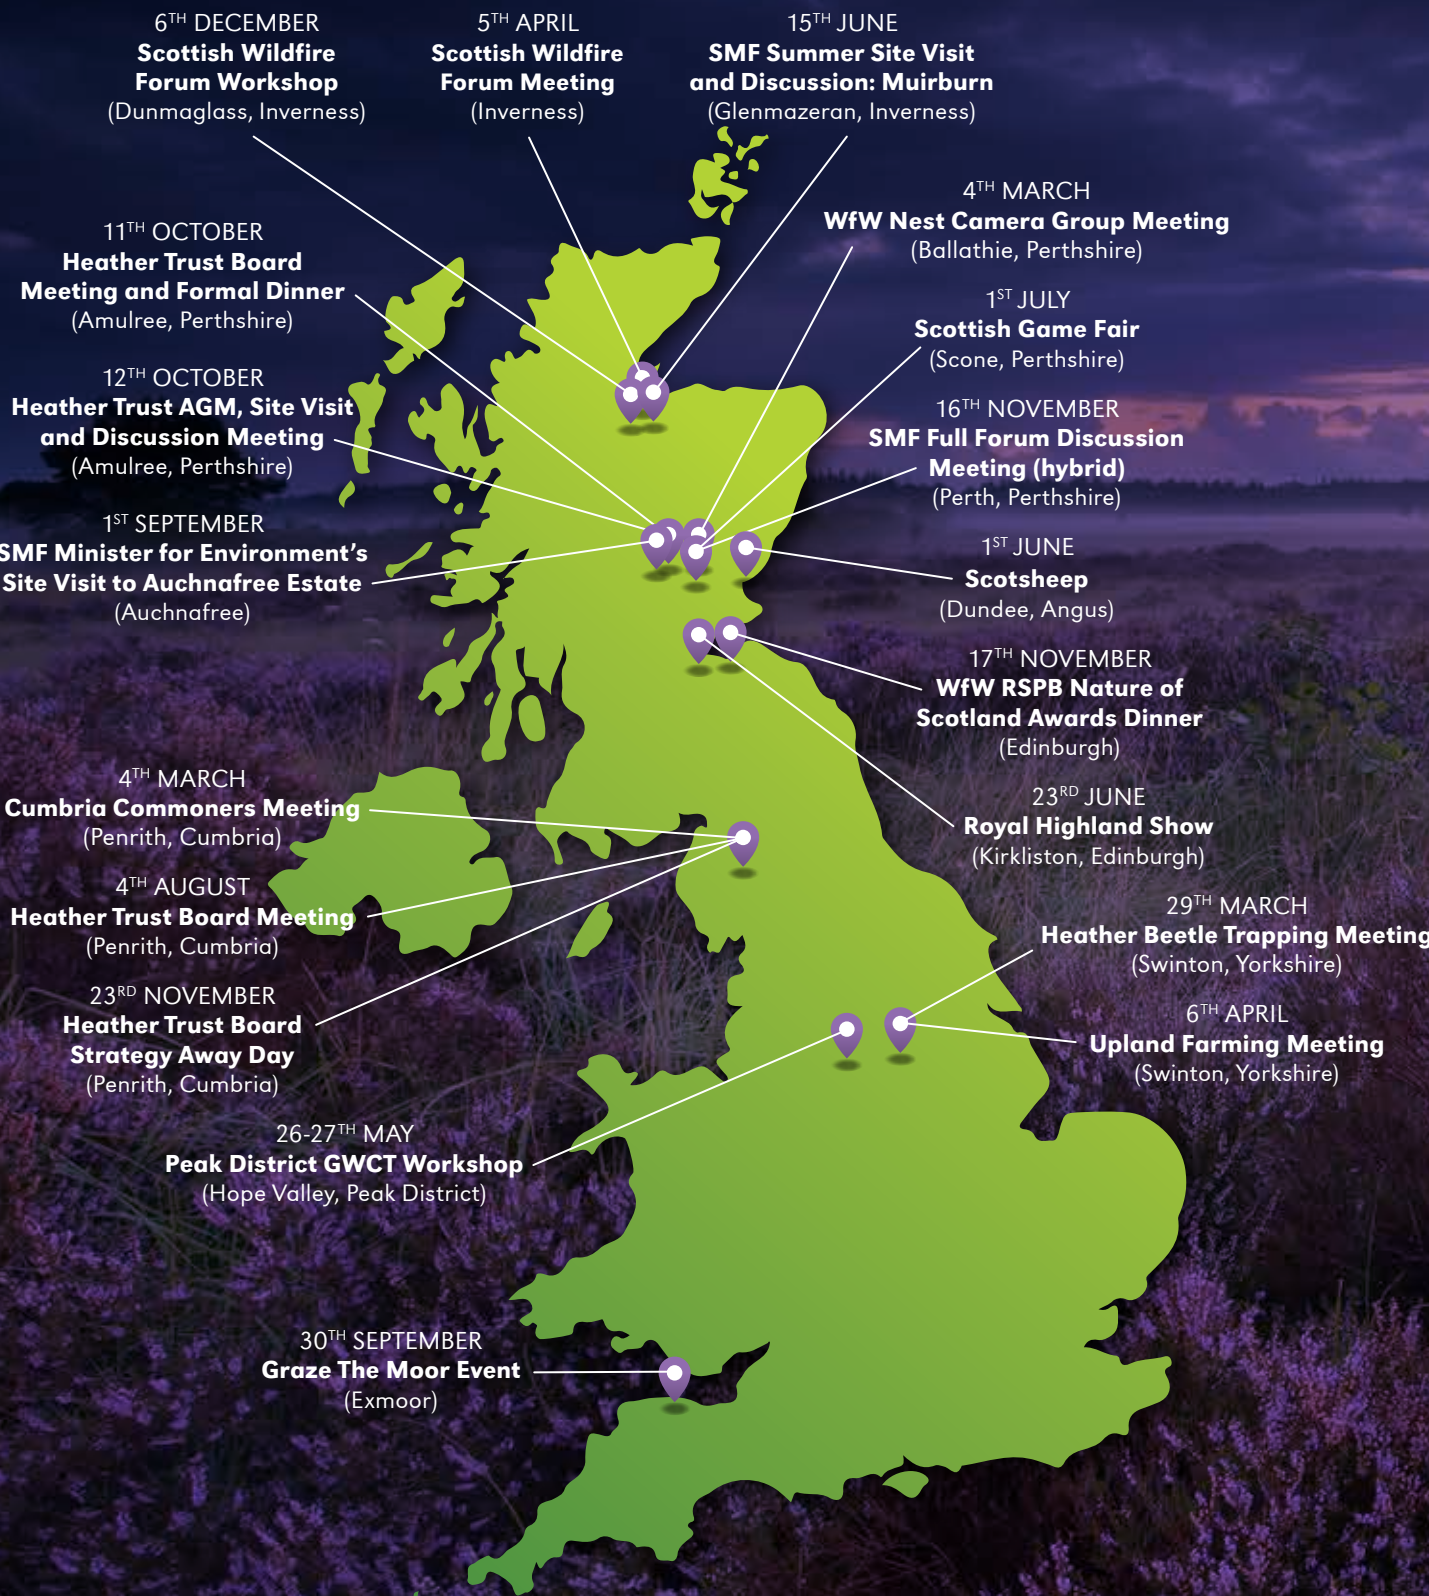 6TH DECEMBER
Scottish Wildfire
Forum Workshop
(Dunmaglass, Inverness)
5TH APRIL
Scottish Wildfire
Forum Meeting
(Inverness)
15TH JUNE
SMF Summer Site Visit
and Discussion: Muirburn
(Glenmazeran, Inverness)
4TH MARCH
WfW Nest Camera Group Meeting
(Ballathie, Perthshire)
11TH OCTOBER
Heather Trust Board
Meeting and Formal Dinner
(Amulree, Perthshire)
1ST JULY
Scottish Game Fair
(Scone, Perthshire)
12TH OCTOBER
Heather Trust AGM, Site Visit
and Discussion Meeting
(Amulree, Perthshire)
16TH NOVEMBER
SMF Full Forum Discussion
Meeting (hybrid)
(Perth, Perthshire)
1ST SEPTEMBER
SMF Minister for Environment's
Site Visit to Auchnafree Estate
(Auchnafree)
1ST JUNE
Scotsheep
(Dundee, Angus)
17TH NOVEMBER
WfW RSPB Nature of
Scotland Awards Dinner
(Edinburgh)
4TH MARCH
Cumbria Commoners Meeting
(Penrith, Cumbria)
23RD JUNE
Royal Highland Show
(Kirkliston, Edinburgh)
4TH AUGUST
Heather Trust Board Meeting
(Penrith, Cumbria)
29TH MARCH
Heather Beetle Trapping Meeting
(Swinton, Yorkshire)
23RD NOVEMBER
Heather Trust Board
Strategy Away Day
(Penrith, Cumbria)
6TH APRIL
Upland Farming Meeting
(Swinton, Yorkshire)
26-27TH MAY
Peak District GWCT Workshop
(Hope Valley, Peak District)
30TH SEPTEMBER
Graze The Moor Event
(Exmoor)